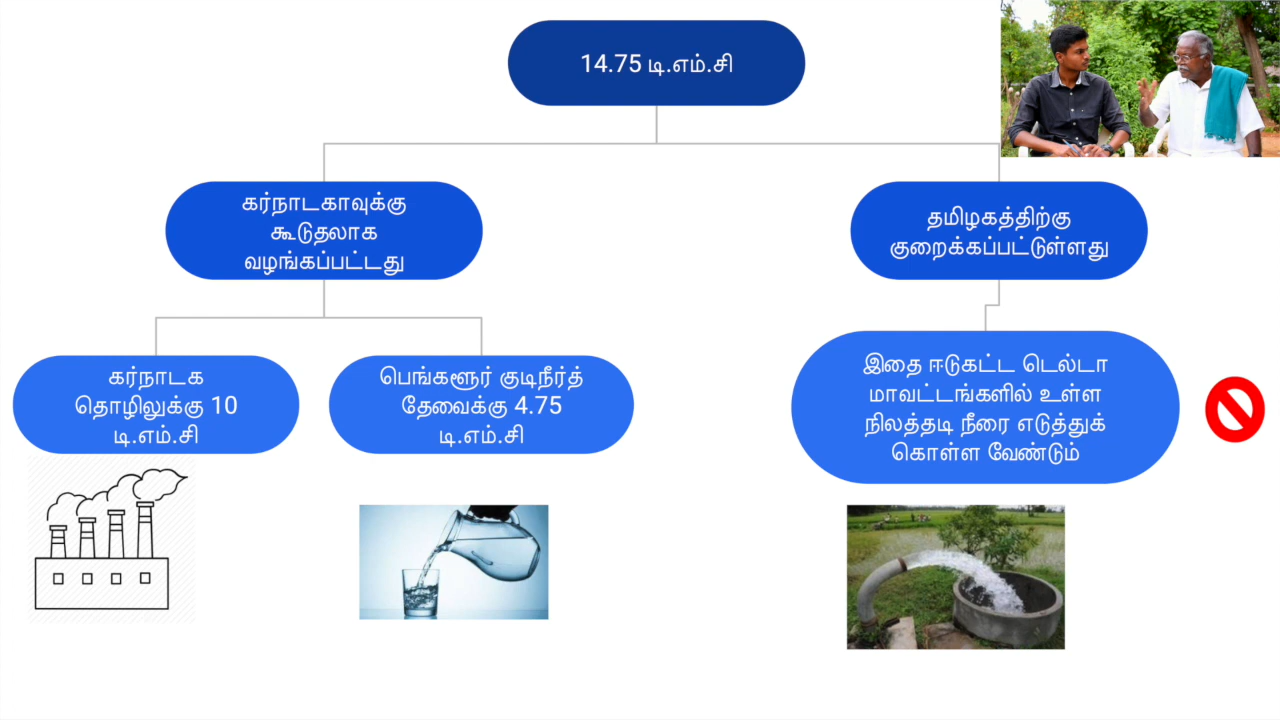 14.75 டி.எம்.சி
கர்நாடகாவுக்கு
கூடுதலாக
வழங்கப்பட்டது
தமிழகத்திற்கு
குறைக்கப்பட்டுள்ளது
கர்நாடக
தொழிலுக்கு 10
டி.எம்.சி
பெங்களூர் குடிநீர்த்
தேவைக்கு 4.75
டி.எம்.சி
இதை ஈடுகட்ட டெல்டா
மாவட்டங்களில் உள்ள
நிலத்தடி நீரை எடுத்துக்
கொள்ள வேண்டும்